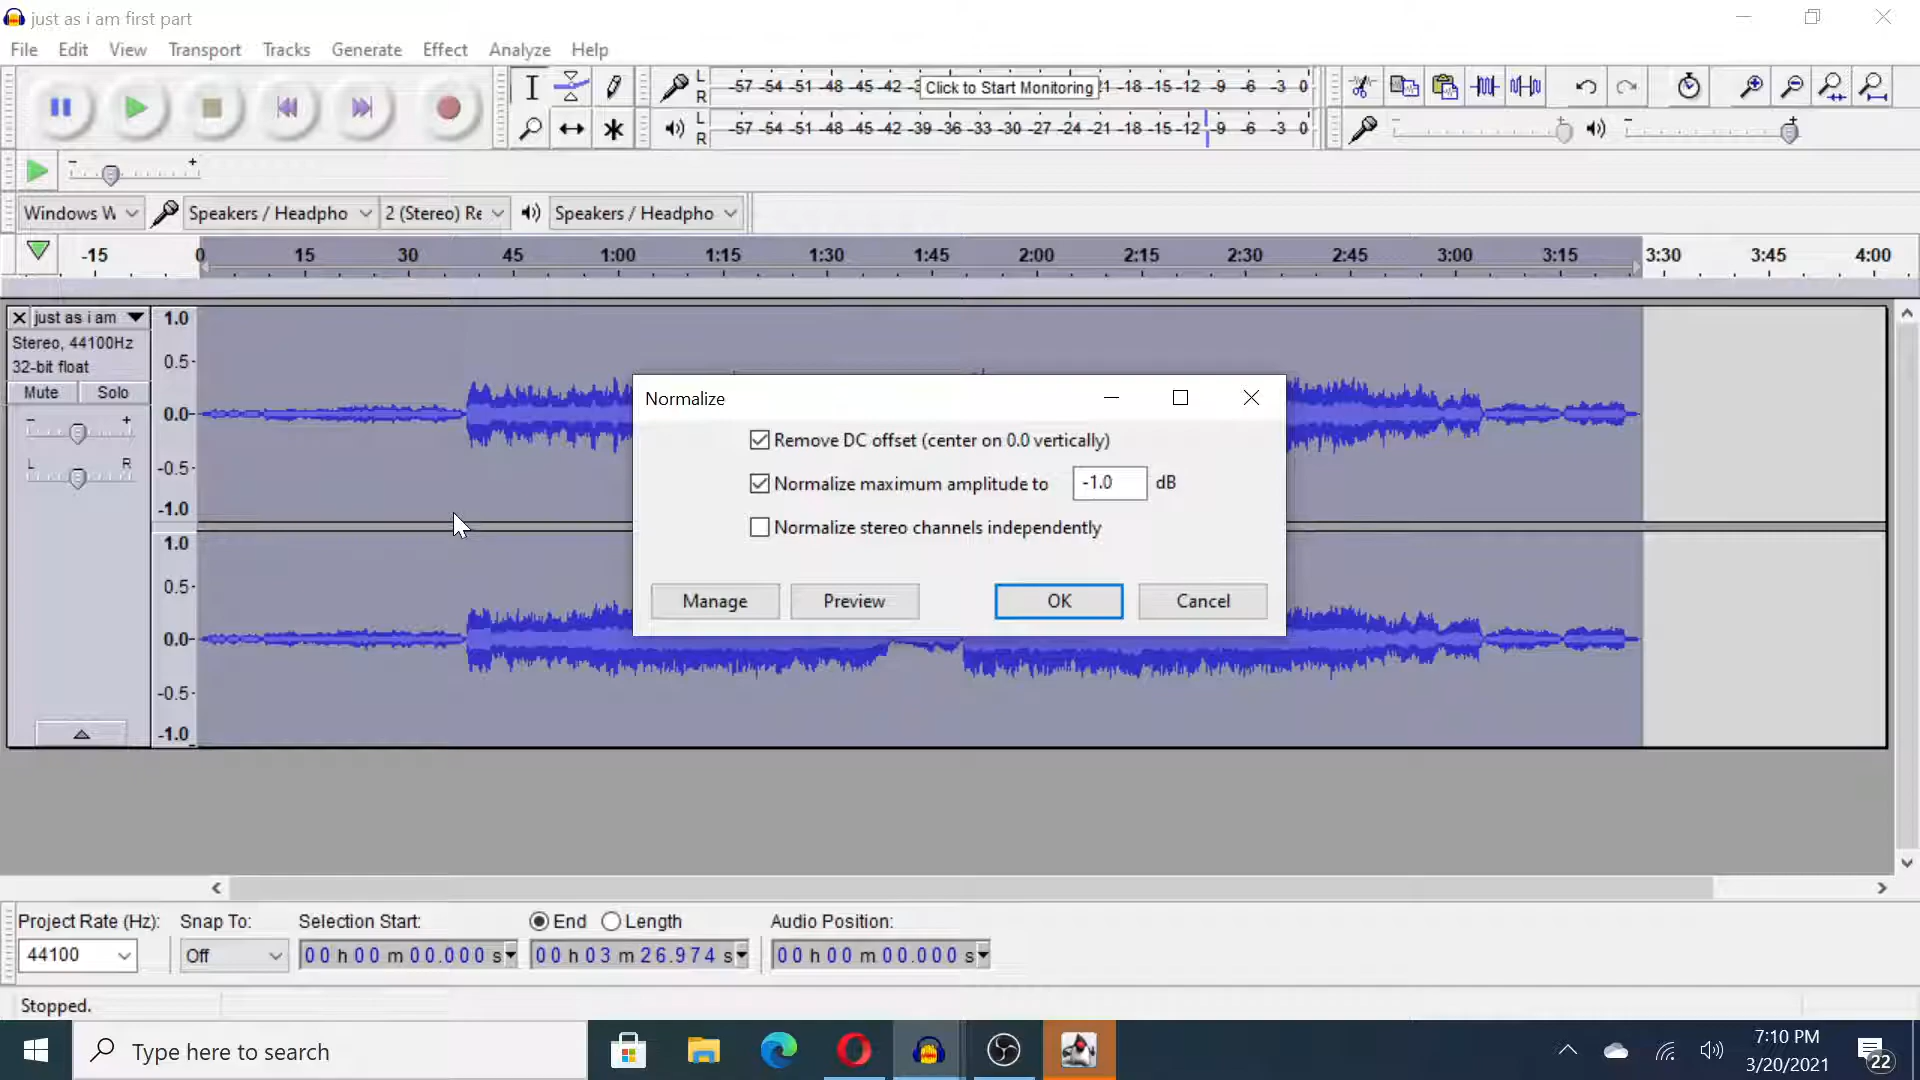 just as i am first part
File Edit View Transport Tracks Generate Effect Analyze Help
L
R
-57 -54 -51 -48 -45 -42 -3 Click to Start Monitoring 21 -18 -15 -12 -9 -6 -3 0
L
R
-57 -54 -51 -48 -45 -42 -39 -36 -33 -30 -27 -24 -21 -18 -15 -12 -9 -6 -3 0
Windows W Speakers / Headpho 2 (Stereo) Re Speakers / Headpho
-15 0 15 30 45 1:00 1:15 1:30 1:45 2:00 2:15 2:30 2:45 3:00 3:15 3:30 3:45 4:00
just as i am
Stereo, 44100Hz
32-bit float
Mute Solo
L R
1.0
0.5
0.0
-0.5
-1.0
1.0
0.5
0.0
-0.5
-1.0
Normalize
Remove DC offset (center on 0.0 vertically)
Normalize maximum amplitude to -1.0 dB
Normalize stereo channels independently
Manage Preview OK Cancel
Project Rate (Hz): Snap To: Selection Start: End Length Audio Position:
44100 Off 00 h 00 m 00.000 s 00 h 03 m 26.974 s 00 h 00 m 00.000 s
Stopped.
Type here to search
7:10 PM
3/20/2021
22